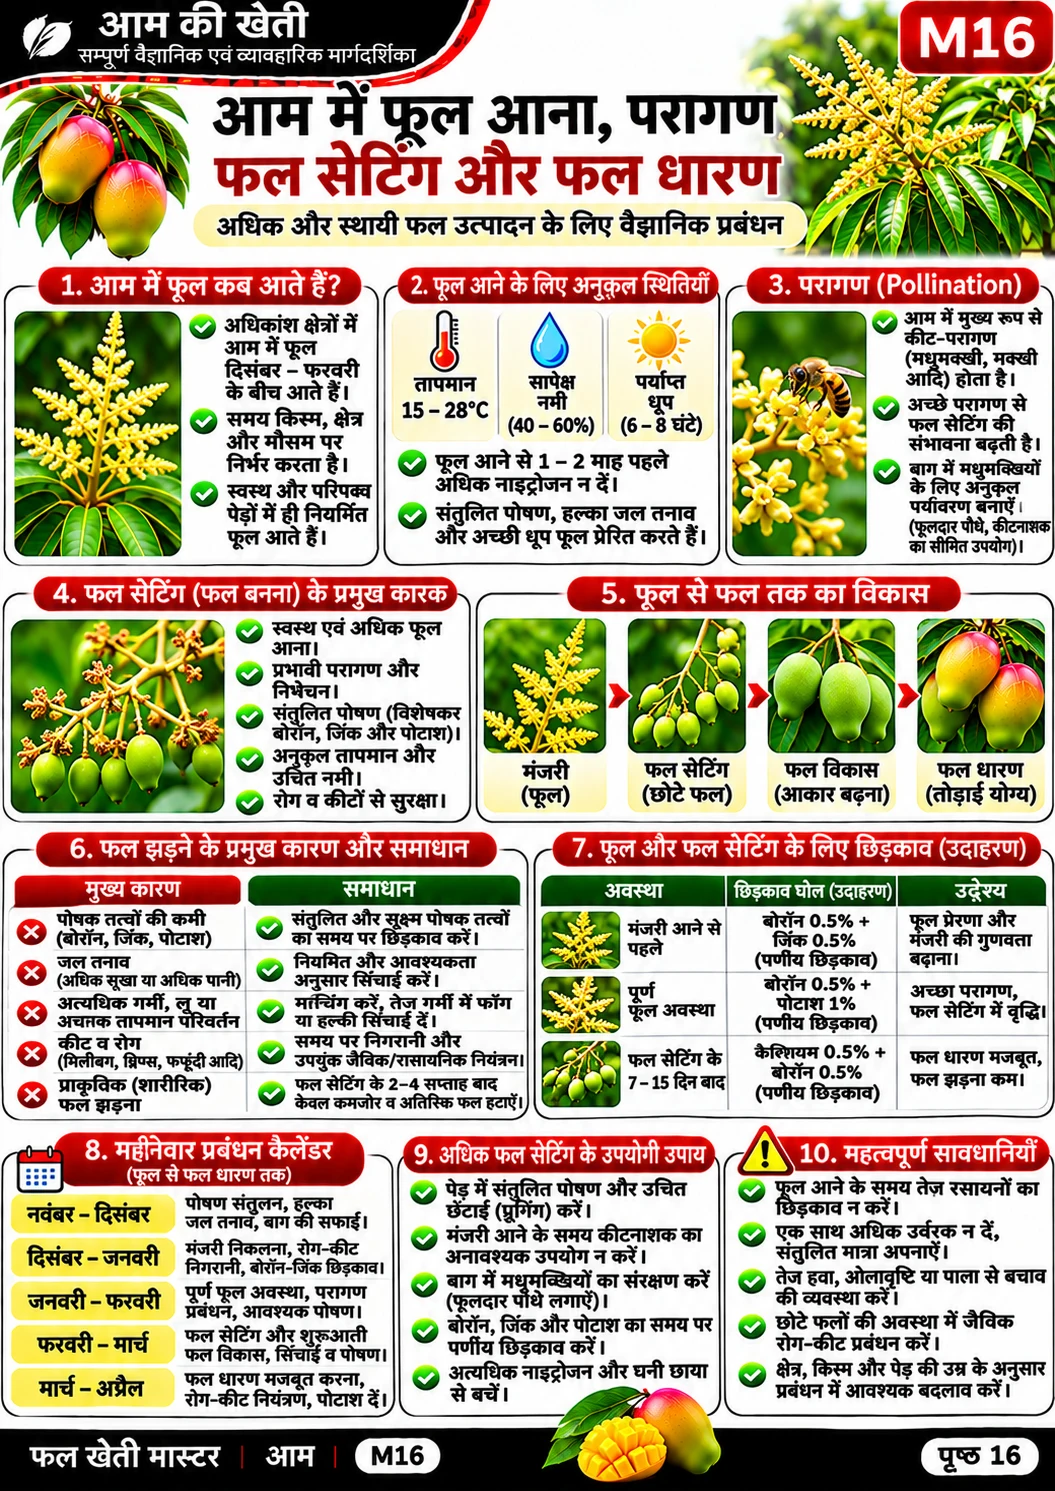 आम की खेती
सम्पूर्ण वैज्ञानिक एवं व्यावहारिक मार्गदर्शिका
M16
आम में फूल आना, परागण
फल सेटिंग और फल धारण
अधिक और स्थायी फल उत्पादन के लिए वैज्ञानिक प्रबंधन
1. आम में फूल कब आते हैं?
अधिकांश क्षेत्रों में
आम में फूल
दिसंबर – फरवरी
के बीच आते हैं।
समय किस्म, क्षेत्र
और मौसम पर
निर्भर करता है।
स्वस्थ और परिपक्व
पेड़ों में ही नियमित
फूल आते हैं।
2. फूल आने के लिए अनुकूल स्थितियाँ
तापमान
15 – 28°C
सापेक्ष
नमी
(40 – 60%)
पर्याप्त
धूप
(6 – 8 घंटे)
फूल आने से 1 – 2 माह पहले
अधिक नाइट्रोजन न दें।
संतुलित पोषण, हल्का जल तनाव
और अच्छी धूप फूल प्रेरित करते हैं।
3. परागण (Pollination)
आम में मुख्य रूप से
कीट-परागण
(मधुमक्खी, मक्खी
आदि) होता है।
अच्छे परागण से
फल सेटिंग की
संभावना बढ़ती है।
बाग में मधुमक्खियों
के लिए अनुकूल
पर्यावरण बनाएँ।
(फूलदार पौधे, कीटनाशक
का सीमित उपयोग)।
4. फल सेटिंग (फल बनना) के प्रमुख कारक
स्वस्थ एवं अधिक फूल
आना।
प्रभावी परागण और
निषेचन।
संतुलित पोषण (विशेषकर
बोरॉन, जिंक और पोटाश)।
अनुकूल तापमान और
उचित नमी।
रोग व कीटों से सुरक्षा।
5. फूल से फल तक का विकास
मंजरी
(फूल)
फल सेटिंग
(छोटे फल)
फल विकास
(आकार बढ़ना)
फल धारण
(तोड़ाई योग्य)
6. फल झड़ने के प्रमुख कारण और समाधान
मुख्य कारण
समाधान
पोषक तत्वों की कमी
(बोरॉन, जिंक, पोटाश)
संतुलित और सूक्ष्म पोषक तत्वों
का समय पर छिड़काव करें।
जल तनाव
(अधिक सूखा या अधिक पानी)
नियमित और आवश्यकता
अनुसार सिंचाई करें।
अत्यधिक गर्मी, लू या
अचानक तापमान परिवर्तन
मल्चिंग करें, तेज गर्मी में फॉग
या हल्की सिंचाई दें।
कीट व रोग
(मिलीबग, थ्रिप्स, फफूंदी आदि)
समय पर निगरानी और
उपयुक्त जैविक/रासायनिक नियंत्रण।
प्राकृतिक (शारीरिक)
फल झड़ना
फल सेटिंग के 2–4 सप्ताह बाद
केवल कमजोर व अतिरिक्त फल हटाएँ।
7. फूल और फल सेटिंग के लिए छिड़काव (उदाहरण)
अवस्था
छिड़काव घोल (उदाहरण)
उद्देश्य
मंजरी आने से
पहले
बोरॉन 0.5% +
जिंक 0.5%
(पर्णीय छिड़काव)
फूल प्रेरणा और
मंजरी की गुणवता
बढ़ाना।
पूर्ण
फूल अवस्था
बोरॉन 0.5% +
पोटाश 1%
(पर्णीय छिड़काव)
अच्छा परागण,
फल सेटिंग में वृद्धि।
फल सेटिंग के
7 – 15 दिन बाद
कैल्शियम 0.5% +
बोरॉन 0.5%
(पर्णीय छिड़काव)
फल धारण मजबूत,
फल झड़ना कम।
8. महीनेवार प्रबंधन कैलेंडर
(फूल से फल धारण तक)
नवंबर – दिसंबर
पोषण संतुलन, हल्का
जल तनाव, बाग की सफाई।
दिसंबर – जनवरी
मंजरी निकलना, रोग-कीट
निगरानी, बोरॉन-जिंक छिड़काव।
जनवरी – फरवरी
पूर्ण फूल अवस्था, परागण
प्रबंधन, आवश्यक पोषण।
फरवरी – मार्च
फल सेटिंग और शुरूआती
फल विकास, सिंचाई व पोषण।
मार्च – अप्रैल
फल धारण मजबूत करना,
रोग-कीट नियंत्रण, पोटाश दें।
9. अधिक फल सेटिंग के उपयोगी उपाय
पेड़ में संतुलित पोषण और उचित
छँटाई (प्रूनिंग) करें।
मंजरी आने के समय कीटनाशक का
अनावश्यक उपयोग न करें।
बाग में मधुमक्खियों का संरक्षण करें
(फूलदार पौधे लगाएँ)।
बोरॉन, जिंक और पोटाश का समय पर
पर्णीय छिड़काव करें।
अत्यधिक नाइट्रोजन और घनी छाया
से बचें।
10. महत्वपूर्ण सावधानियाँ
फूल आने के समय तेज़ रसायनों का
छिड़काव न करें।
एक साथ अधिक उर्वरक न दें,
संतुलित मात्रा अपनाएँ।
तेज हवा, ओलावृष्टि या पाला से बचाव
की व्यवस्था करें।
छोटे फलों की अवस्था में जैविक
रोग-कीट प्रबंधन करें।
क्षेत्र, किस्म और पेड़ की उम्र के अनुसार
प्रबंधन में आवश्यक बदलाव करें।
फल खेती मास्टर | आम | M16
पृष्ठ 16